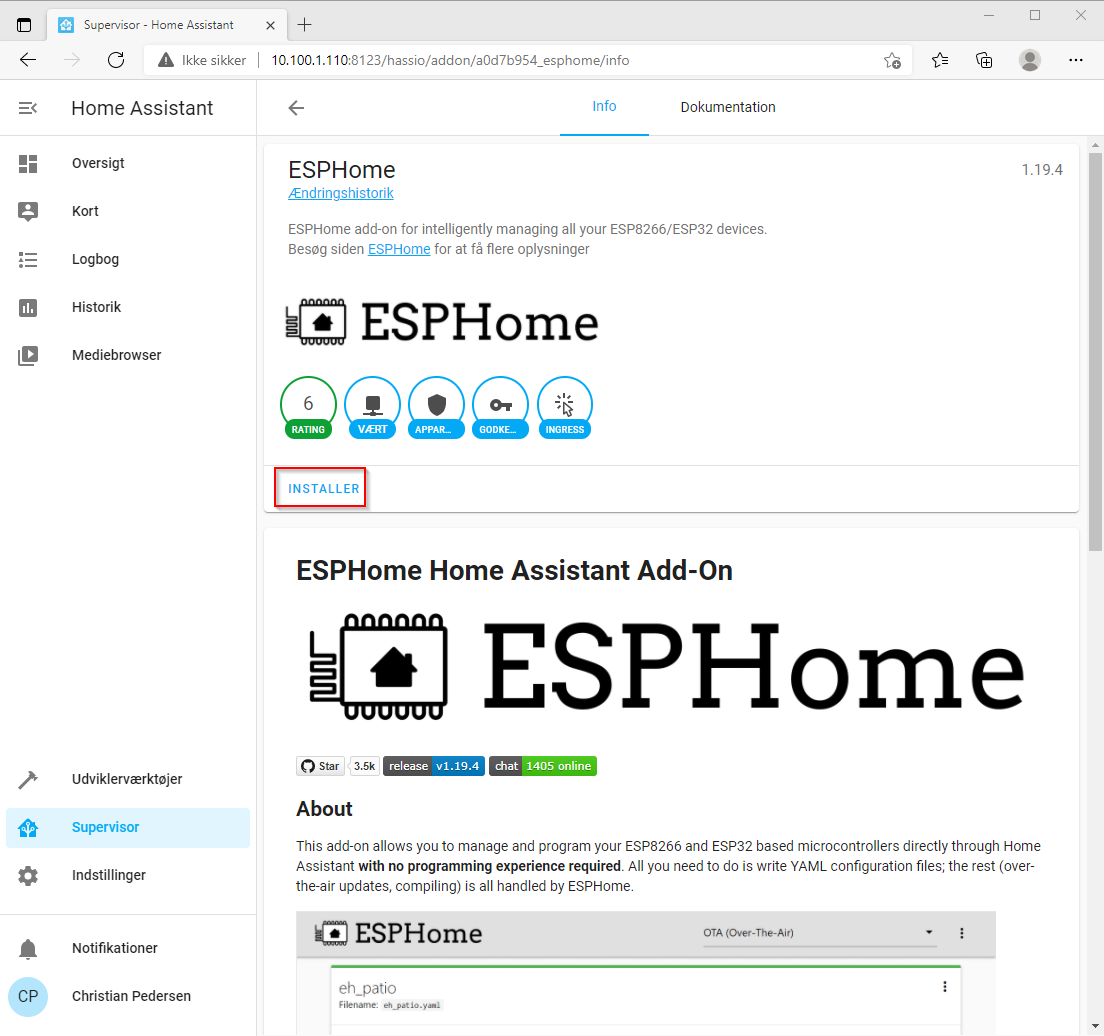 Supervisor - Home Assistant
Ikke sikker
10.100.1.110:8123/hassio/addon/a0d7b954_esphome/info
Home Assistant
Info
Dokumentation
Oversigt
Kort
Logbog
Historik
Mediebrowser
Udviklerværktøjer
Supervisor
Indstillinger
Notifikationer
CP
Christian Pedersen
ESPHome
1.19.4
Ændringshistorik
ESPHome add-on for intelligently managing all your ESP8266/ESP32 devices.
Besøg siden ESPHome for at få flere oplysninger
ESPHome
6
RATING
VÆRT
APPAR...
GODKE...
INGRESS
INSTALLER
ESPHome Home Assistant Add-On
ESPHome
Star
3.5k
release v1.19.4
chat 1405 online
About
This add-on allows you to manage and program your ESP8266 and ESP32 based microcontrollers directly through Home
Assistant with no programming experience required. All you need to do is write YAML configuration files; the rest (over-
the-air updates, compiling) is all handled by ESPHome.
ESPHome
OTA (Over-The-Air)
eh_patio
Filename: eh_patio.yaml